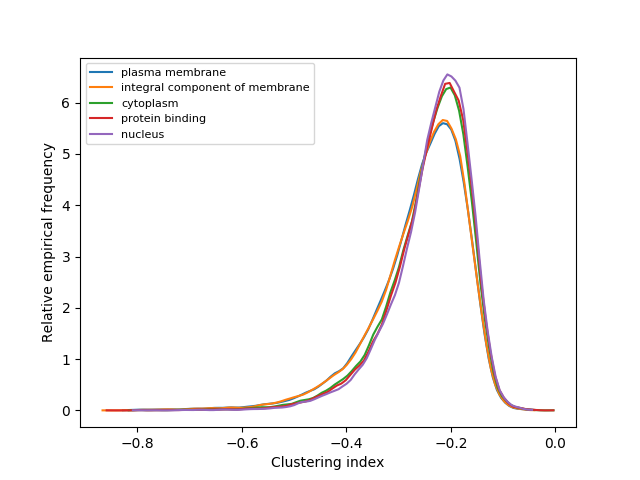 plasma membrane
integral component of membrane
cytoplasm
protein binding
nucleus
Relative empirical frequency
6
5
4
3
2
1
0
−0.8
−0.6
−0.4
−0.2
0.0
Clustering index